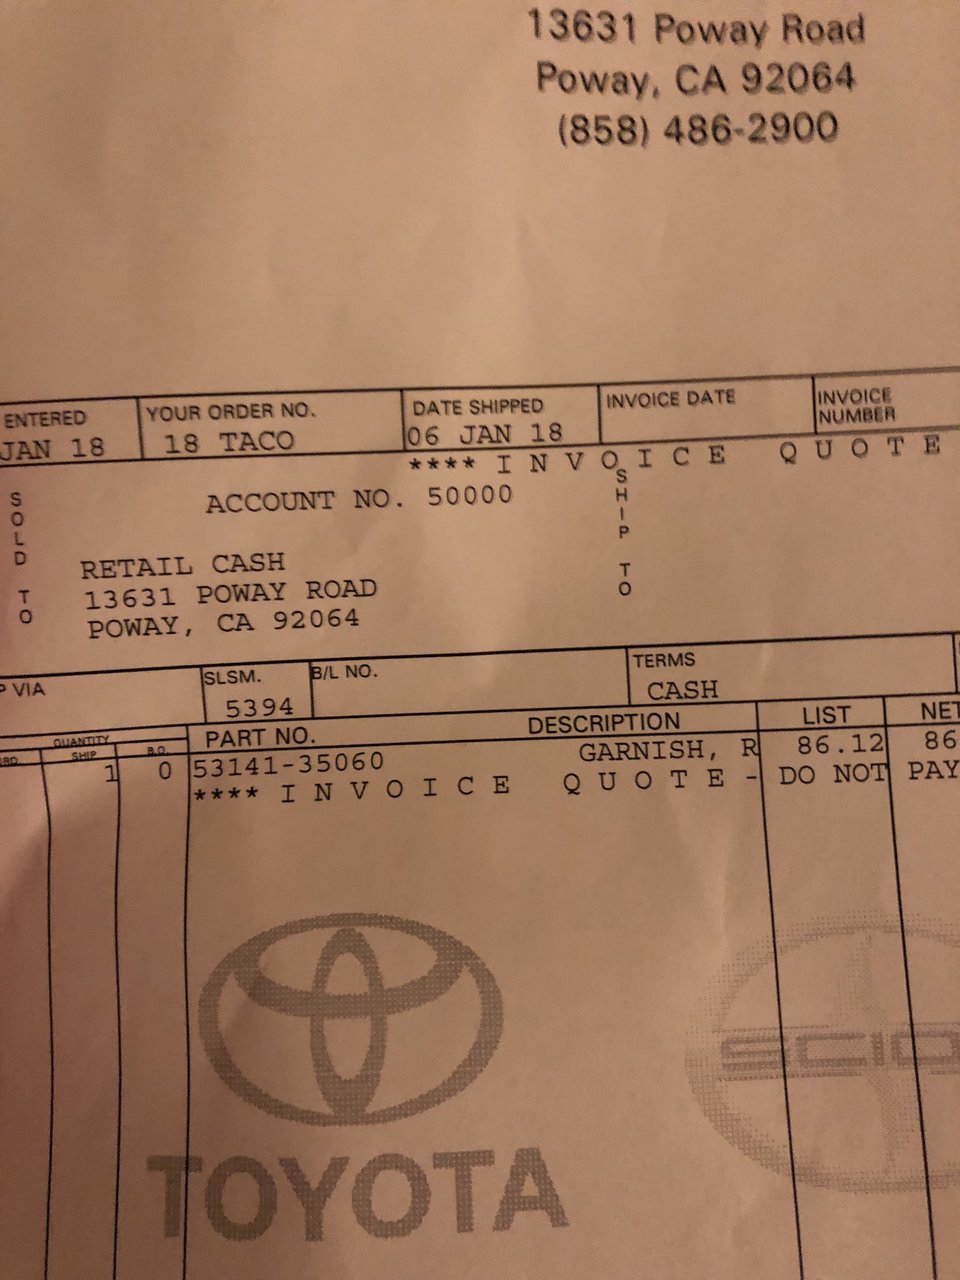 13631 Poway Road
Poway, CA 92064
(858) 486-2900
ENTERED YOUR ORDER NO. DATE SHIPPED INVOICE DATE INVOICE NUMBER
JAN 18 18 TACO 06 JAN 18
**** I N V O I C E Q U O T E
SOLD TO
SHIP TO
ACCOUNT NO. 50000
RETAIL CASH
13631 POWAY ROAD
POWAY, CA 92064
P VIA SLSM. B/L NO. TERMS
5394 CASH
QUANTITY
ORD SHIP B.O. PART NO. DESCRIPTION LIST NET
1 0 53141-35060 GARNISH, R 86.12 86
**** I N V O I C E Q U O T E - DO NOT PAY
TOYOTA
SCIO